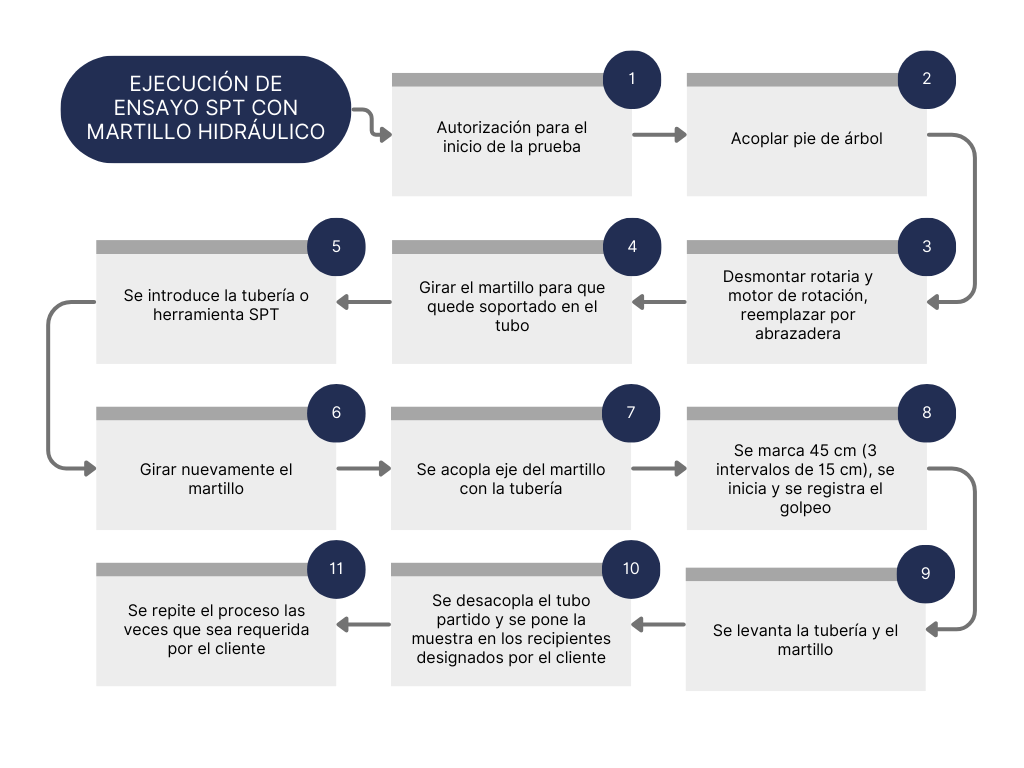 EJECUCIÓN DE
ENSAYO SPT CON
MARTILLO HIDRÁULICO
1
Autorización para el
inicio de la prueba
2
Acoplar pie de árbol
3
Desmontar rotaria y
motor de rotación,
reemplazar por
abrazadera
4
Girar el martillo para que
quede soportado en el
tubo
5
Se introduce la tubería o
herramienta SPT
6
Girar nuevamente el
martillo
7
Se acopla eje del martillo
con la tubería
8
Se marca 45 cm (3
intervalos de 15 cm), se
inicia y se registra el
golpeo
9
Se levanta la tubería y el
martillo
10
Se desacopla el tubo
partido y se pone la
muestra en los recipientes
designados por el cliente
11
Se repite el proceso las
veces que sea requerida
por el cliente